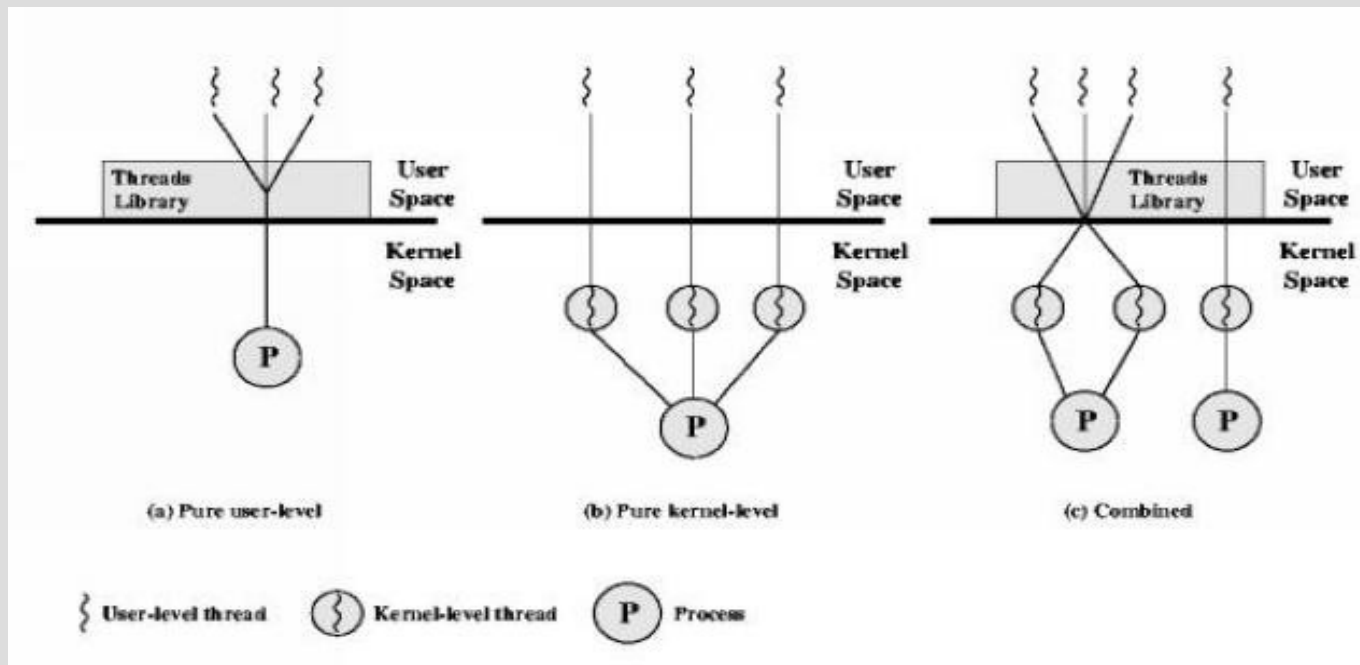 Threads
Library
User
Space
Kernel
Space
P
(a) Pure user-level
User
Space
Kernel
Space
P
(b) Pure kernel-level
Threads
Library
User
Space
Kernel
Space
P
P
(c) Combined
User-level thread
Kernel-level thread
P
Process